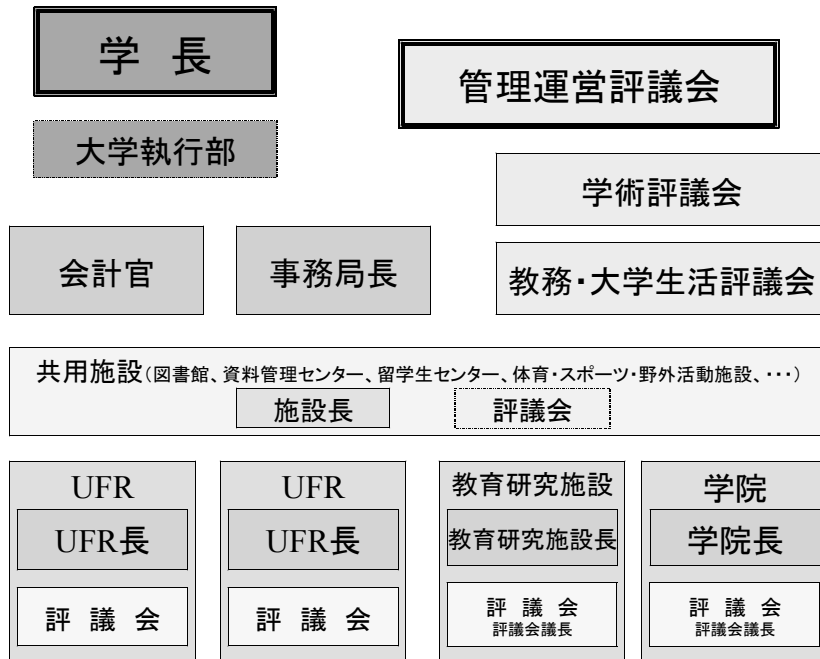 学 長
管理運営評議会
大学執行部
学術評議会
会計官
事務局長
教務・大学生活評議会
共用施設(図書館、資料管理センター、留学生センター、体育・スポーツ・野外活動施設、・・・)
施設長
評議会
UFR
UFR長
評 議 会
UFR
UFR長
評 議 会
教育研究施設
教育研究施設長
評 議 会
評議会議長
学院
学院長
評 議 会
評議会議長